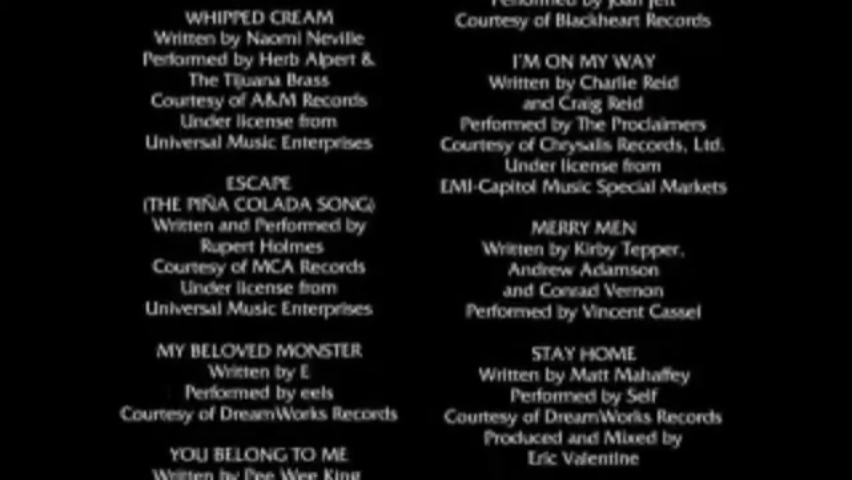 WHIPPED CREAM
Written by Naomi Neville
Performed by Herb Alpert &
The Tijuana Brass
Courtesy of A&M Records
Under license from
Universal Music Enterprises
ESCAPE
(THE PIÑA COLADA SONG)
Written and Performed by
Rupert Holmes
Courtesy of MCA Records
Under license from
Universal Music Enterprises
MY BELOVED MONSTER
Written by E
Performed by eels
Courtesy of DreamWorks Records
YOU BELONG TO ME
Written by Pee Wee King
Performed by Joan Jett
Courtesy of Blackheart Records
I'M ON MY WAY
Written by Charlie Reid
and Craig Reid
Performed by The Proclaimers
Courtesy of Chrysalis Records, Ltd.
Under license from
EMI-Capitol Music Special Markets
MERRY MEN
Written by Kirby Tepper,
Andrew Adamson
and Conrad Vernon
Performed by Vincent Cassel
STAY HOME
Written by Matt Mahaffey
Performed by Self
Courtesy of DreamWorks Records
Produced and Mixed by
Eric Valentine